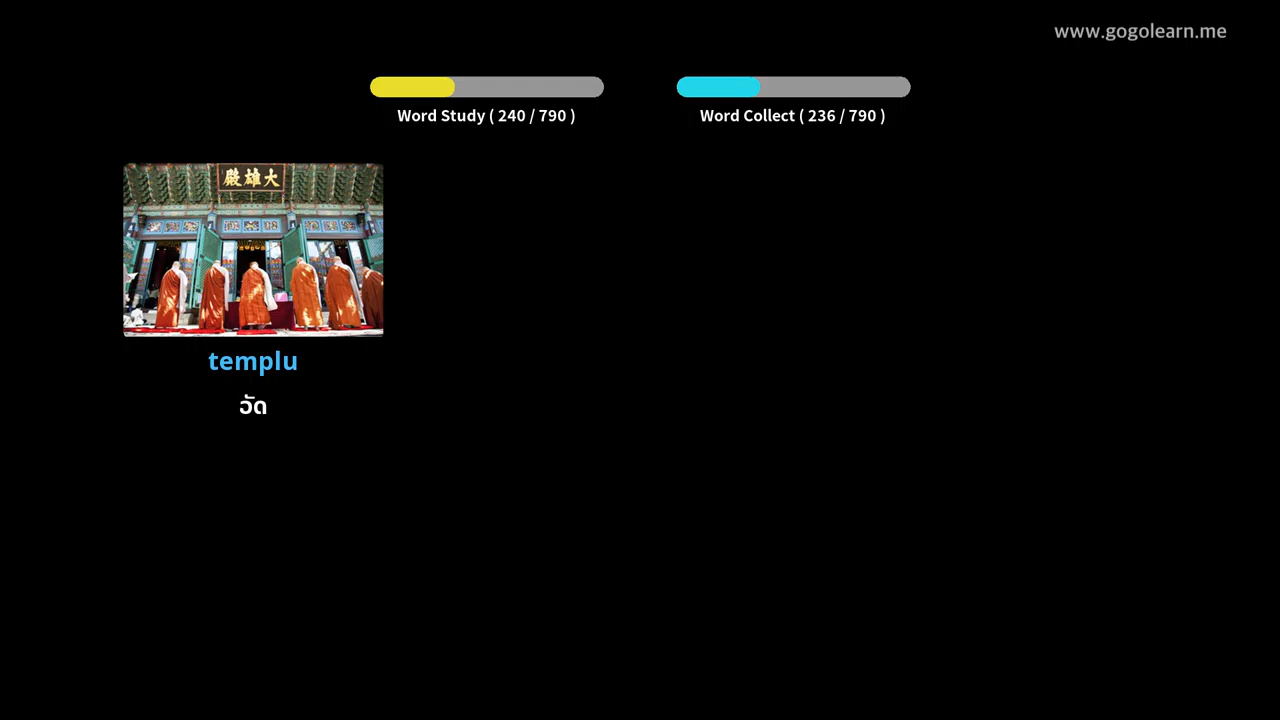 www.gogolearn.me
Word Study ( 240 / 790 )
Word Collect ( 236 / 790 )
殿雄大
templu
วัด